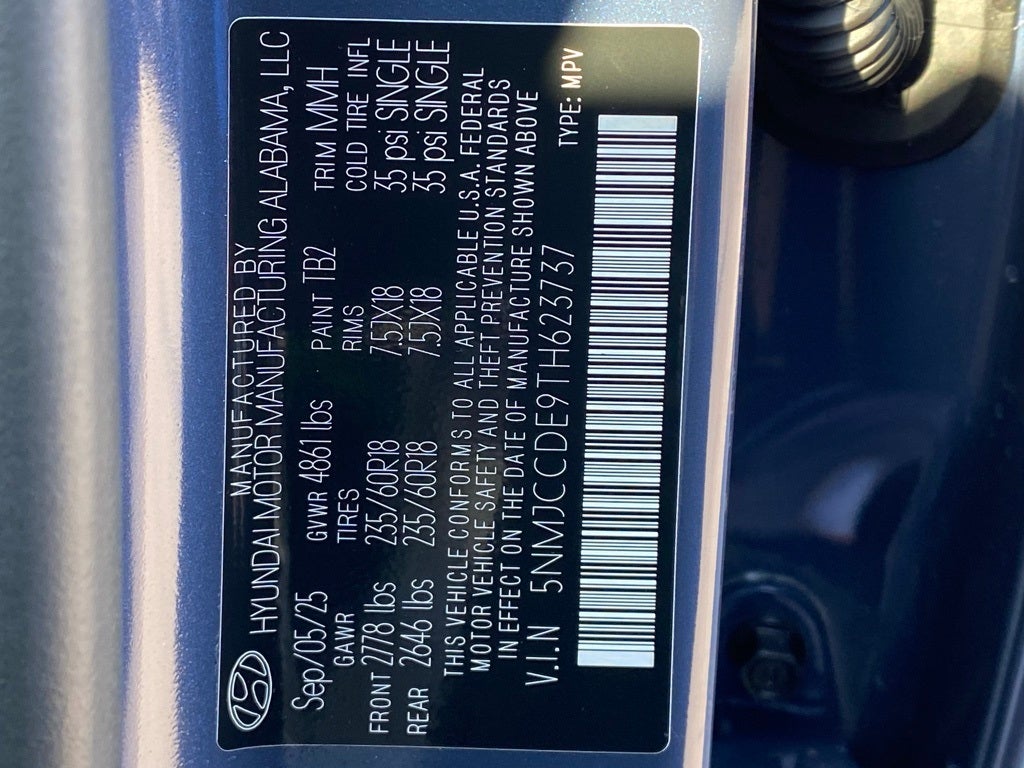 MANUFACTURED BY
HYUNDAI MOTOR MANUFACTURING ALABAMA, LLC
Sep/05/25 GVWR 4861 lbs PAINT TB2 TRIM MMH
GAWR TIRES RIMS COLD TIRE INFL
FRONT 2778 lbs 235/60R18 7.5JX18 35 psi SINGLE
REAR 2646 lbs 235/60R18 7.5JX18 35 psi SINGLE
THIS VEHICLE CONFORMS TO ALL APPLICABLE U.S.A. FEDERAL
MOTOR VEHICLE SAFETY AND THEFT PREVENTION STANDARDS
IN EFFECT ON THE DATE OF MANUFACTURE SHOWN ABOVE
V.I.N 5NMJCCDE9TH623737
TYPE: MPV